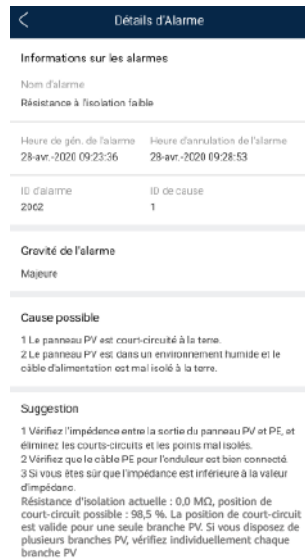 Détails d'Alarme
Informations sur les alarmes
Nom d'alarme
Résistance à l'isolation faible
Heure de gén. de l'alarme Heure d'annulation de l'alarme
28-avr.-2020 09:23:36 28-avr.-2020 09:28:53
ID d'alarme ID de cause
2062 1
Gravité de l'alarme
Majeure
Cause possible
1 Le panneau PV est court-circuité à la terre.
2 Le panneau PV est dans un environnement humide et le
câble d'alimentation est mal isolé à la terre.
Suggestion
1 Vérifiez l'impédence entre la sortie du panneau PV et PE, et
éliminez les courts-circuits et les points mal isolés.
2 Vérifiez que le câble PE pour l'onduleur est bien connecté.
3 Si vous êtes sûr que l'impédance est inférieure à la valeur
d'impédanc.
Résistance d'isolation actuelle : 0,0 MΩ, position de
court-circuit possible : 98,5 %. La position de court-circuit
est valide pour une seule branche PV. Si vous disposez de
plusieurs branches PV, vérifiez individuellement chaque
branche PV